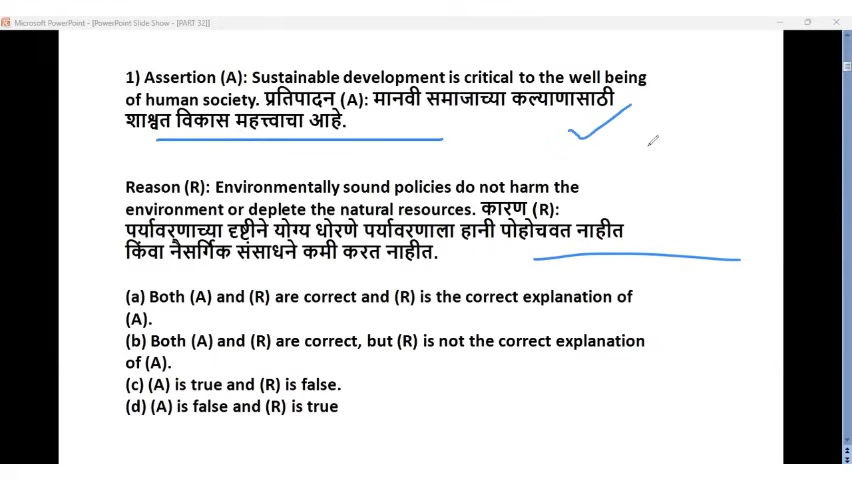 Microsoft PowerPoint - [PowerPoint Slide Show - [PART 32]]
1) Assertion (A): Sustainable development is critical to the well being
of human society. प्रतिपादन (A): मानवी समाजाच्या कल्याणासाठी
शाश्वत विकास महत्त्वाचा आहे.
Reason (R): Environmentally sound policies do not harm the
environment or deplete the natural resources. कारण (R):
पर्यावरणाच्या दृष्टीने योग्य धोरणे पर्यावरणाला हानी पोहोचवत नाहीत
किंवा नैसर्गिक संसाधने कमी करत नाहीत.
(a) Both (A) and (R) are correct and (R) is the correct explanation of
(A).
(b) Both (A) and (R) are correct, but (R) is not the correct explanation
of (A).
(c) (A) is true and (R) is false.
(d) (A) is false and (R) is true